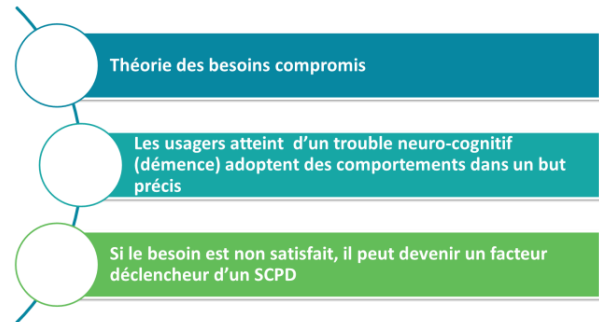 Théorie des besoins compromis
Les usagers atteint d'un trouble neuro-cognitif
(démence) adoptent des comportements dans un but
précis
Si le besoin est non satisfait, il peut devenir un facteur
déclencheur d'un SCPD